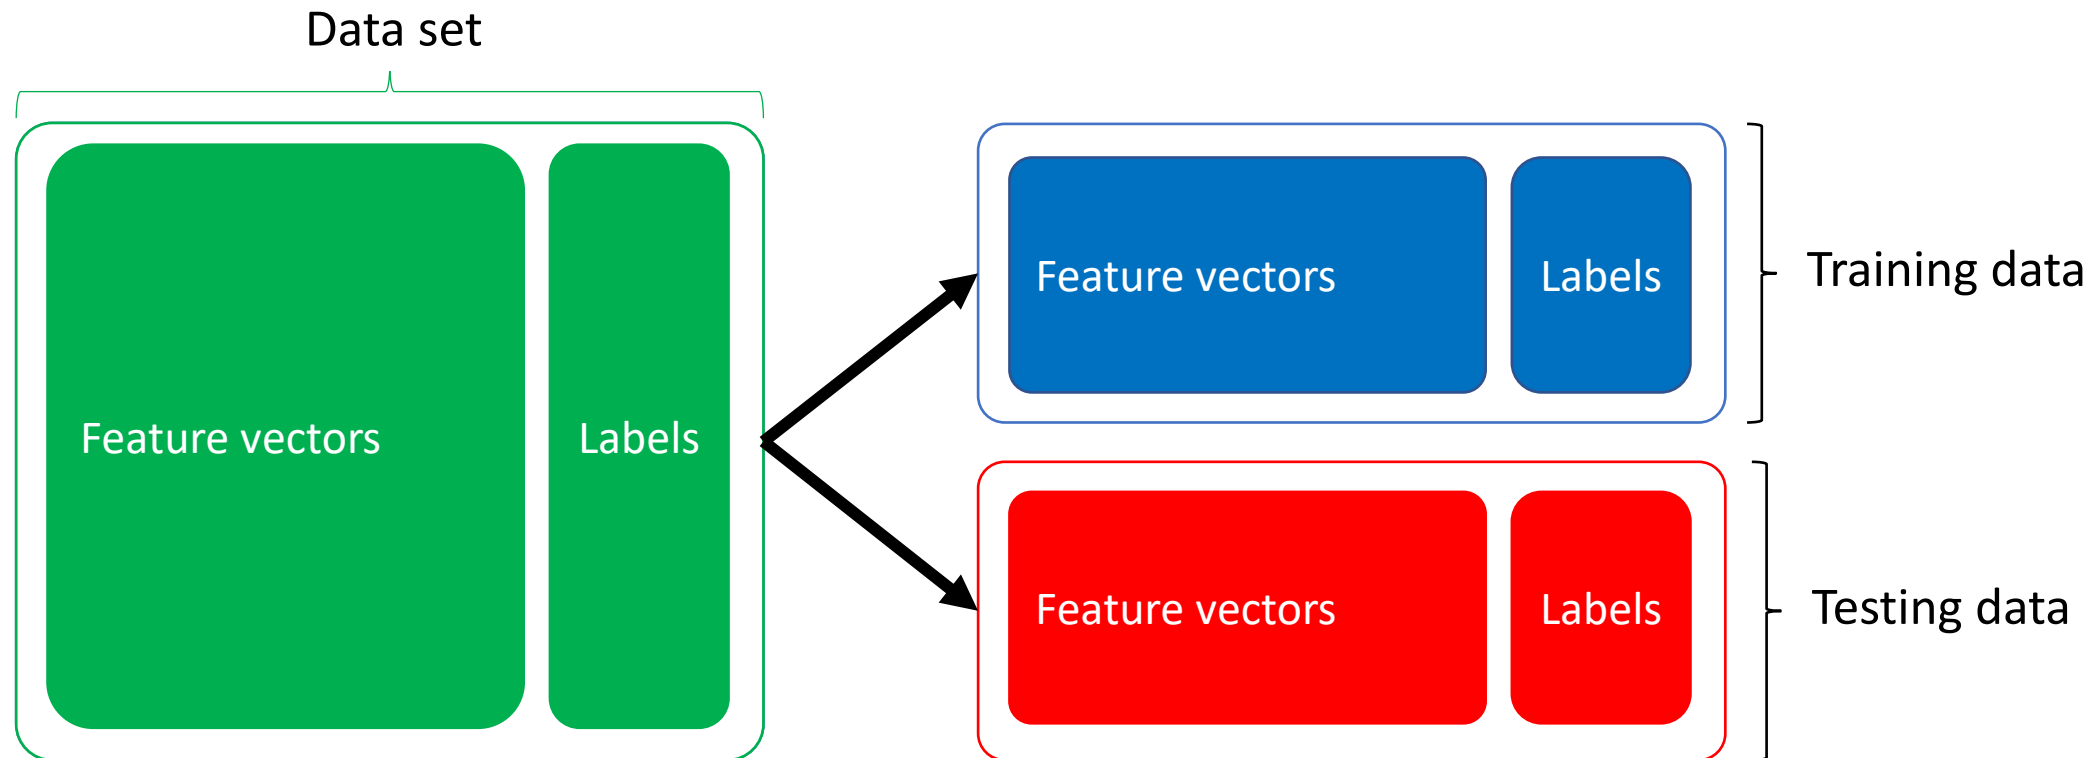 Data set
Feature vectors
Labels
Feature vectors
Labels
Training data
Feature vectors
Labels
Testing data